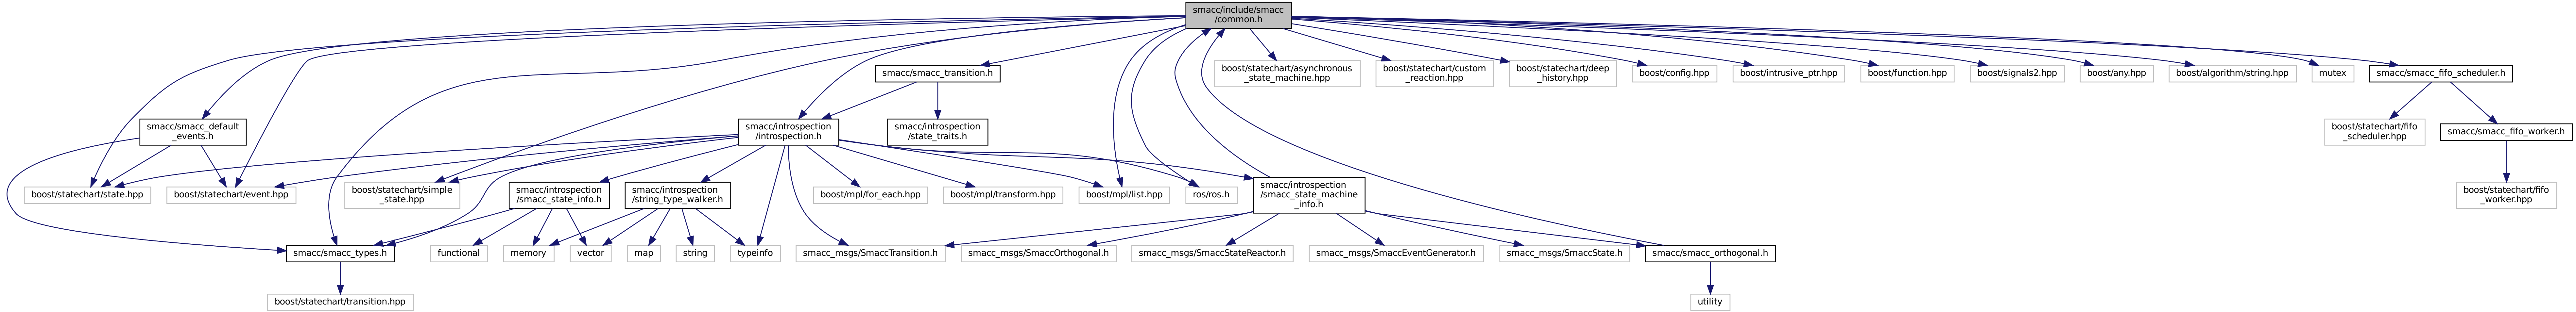 smacc/include/smacc
/common.h
smacc/smacc_transition.h
boost/statechart/asynchronous
_state_machine.hpp
boost/statechart/custom
_reaction.hpp
boost/statechart/deep
_history.hpp
boost/config.hpp
boost/intrusive_ptr.hpp
boost/function.hpp
boost/signals2.hpp
boost/any.hpp
boost/algorithm/string.hpp
mutex
smacc/smacc_fifo_scheduler.h
smacc/smacc_default
_events.h
smacc/introspection
/introspection.h
smacc/introspection
/state_traits.h
boost/statechart/fifo
_scheduler.hpp
smacc/smacc_fifo_worker.h
boost/statechart/state.hpp
boost/statechart/event.hpp
boost/statechart/simple
_state.hpp
smacc/introspection
/smacc_state_info.h
smacc/introspection
/string_type_walker.h
boost/mpl/for_each.hpp
boost/mpl/transform.hpp
boost/mpl/list.hpp
ros/ros.h
smacc/introspection
/smacc_state_machine
_info.h
boost/statechart/fifo
_worker.hpp
smacc/smacc_types.h
functional
memory
vector
map
string
typeinfo
smacc_msgs/SmaccTransition.h
smacc_msgs/SmaccOrthogonal.h
smacc_msgs/SmaccStateReactor.h
smacc_msgs/SmaccEventGenerator.h
smacc_msgs/SmaccState.h
smacc/smacc_orthogonal.h
boost/statechart/transition.hpp
utility